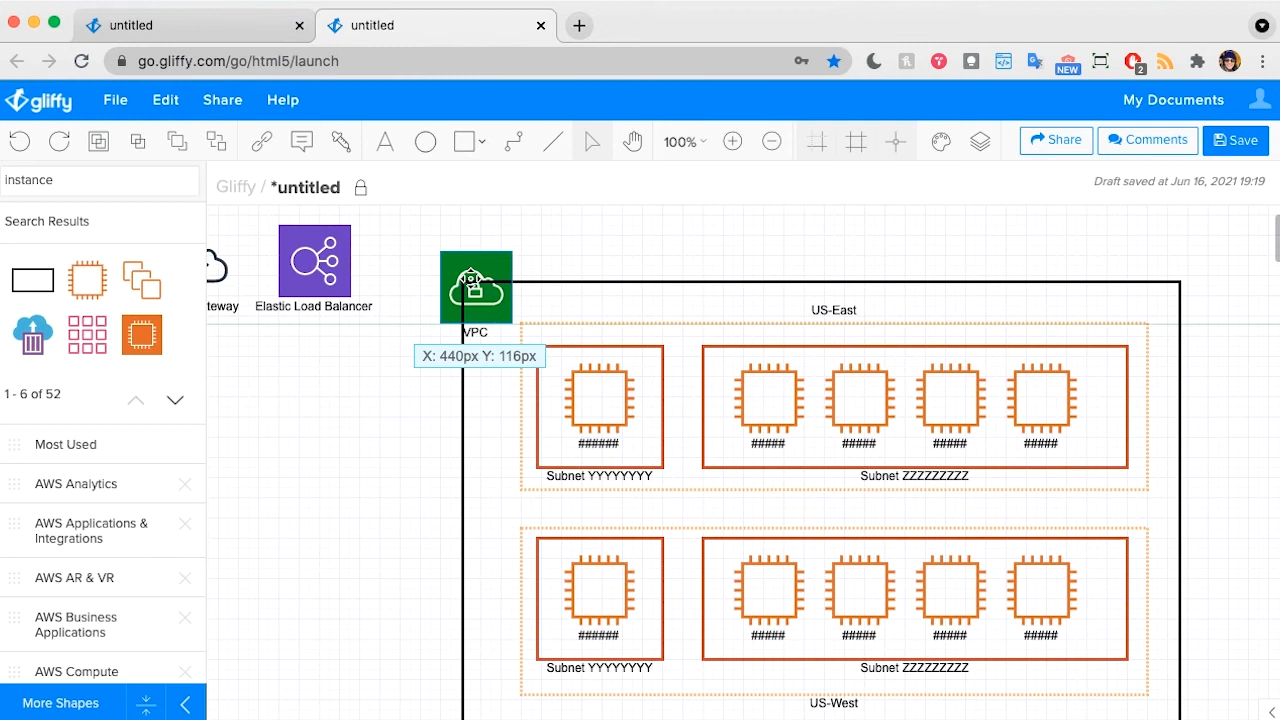 untitled
untitled
go.gliffy.com/go/html5/launch
NEW
2
gliffy
File
Edit
Share
Help
My Documents
100%
Share
Comments
Save
instance
Gliffy / *untitled
Draft saved at Jun 16, 2021 19:19
Search Results
1 - 6 of 52
Most Used
AWS Analytics
AWS Applications &
Integrations
AWS AR & VR
AWS Business
Applications
AWS Compute
More Shapes
Elastic Load Balancer
VPC
X: 440px Y: 116px
US-East
######
#####
#####
#####
#####
Subnet YYYYYYYY
Subnet ZZZZZZZZZ
######
#####
#####
#####
#####
Subnet YYYYYYYY
Subnet ZZZZZZZZZ
US-West